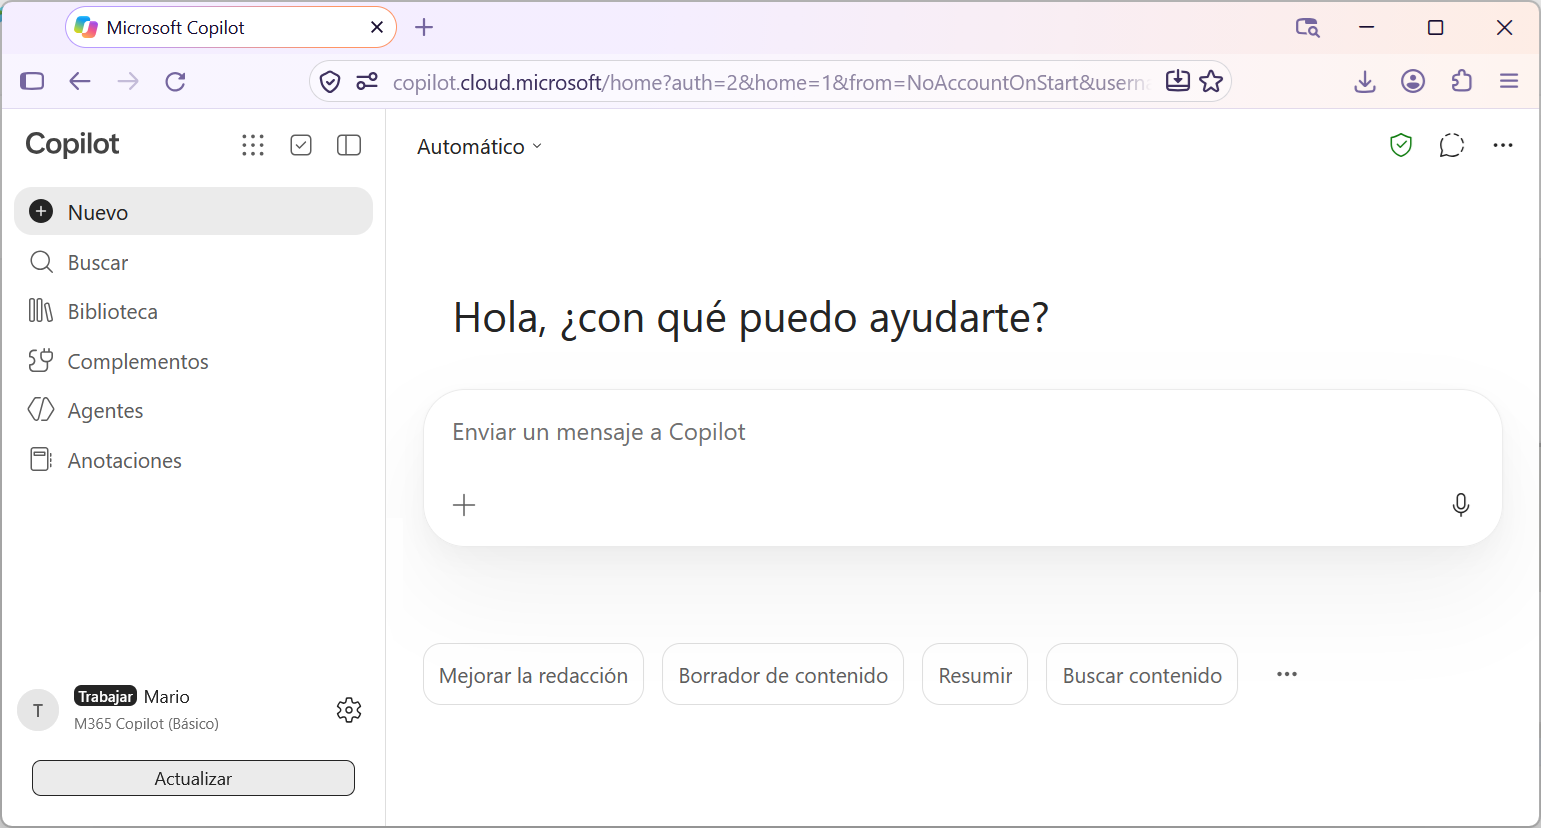 Microsoft Copilot
copilot.cloud.microsoft/home?auth=2&home=1&from=NoAccountOnStart&userna
Copilot
Automático
Nuevo
Buscar
Biblioteca
Complementos
Agentes
Anotaciones
Hola, ¿con qué puedo ayudarte?
Enviar un mensaje a Copilot
Mejorar la redacción
Borrador de contenido
Resumir
Buscar contenido
T
Trabajar Mario
M365 Copilot (Básico)
Actualizar